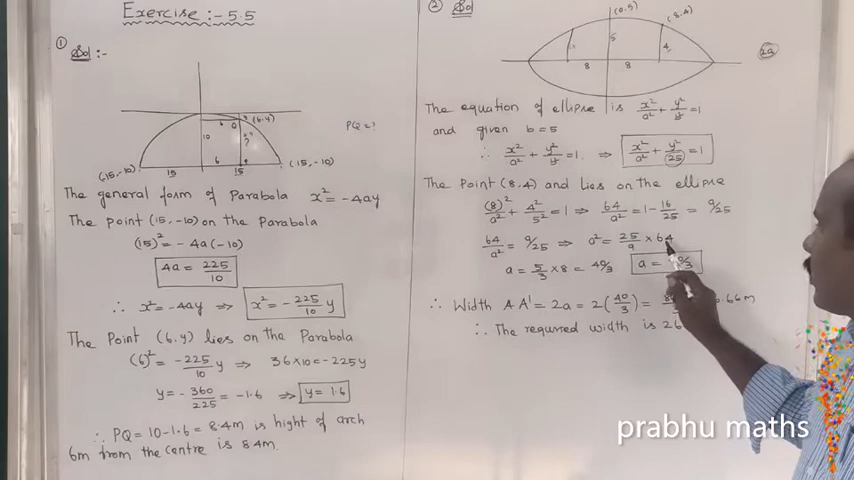 Exercise :- 5.5
① Sol :-
6
Q
(6,y)
10
?
6
15
15
(-15,-10)
(15,-10)
PQ=?
The general form of Parabola x²=-4ay
The point (15,-10) on the Parabola
(15)²=-4a(-10)
4a=225/10
∴ x²=-4ay ⇒ x²=-225/10 y
The Point (6,y) lies on the Parabola
(6)²=-225/10 y ⇒ 36×10=-225y
y=-360/225=-1.6 ⇒ y=1.6
∴ PQ=10-1.6=8.4m is hight of arch
6m from the centre is 8.4m.
② Sol
(0,5)
(8,4)
5
4
8
8
2a
The equation of ellipse is x²/a²+y²/b²=1
and given b=5
∴ x²/a²+y²/b²=1. ⇒ x²/a²+y²/25=1
The Point (8,4) and lies on the ellipse
(8)²/a²+4²/5²=1 ⇒ 64/a²=1-16/25=9/25
64/a²=9/25 ⇒ a²=25/9×64
a=5/3×8=40/3 a=40/3
∴ Width AA'=2a=2(40/3)= .66m
∴ The required width is 26
prabhu maths